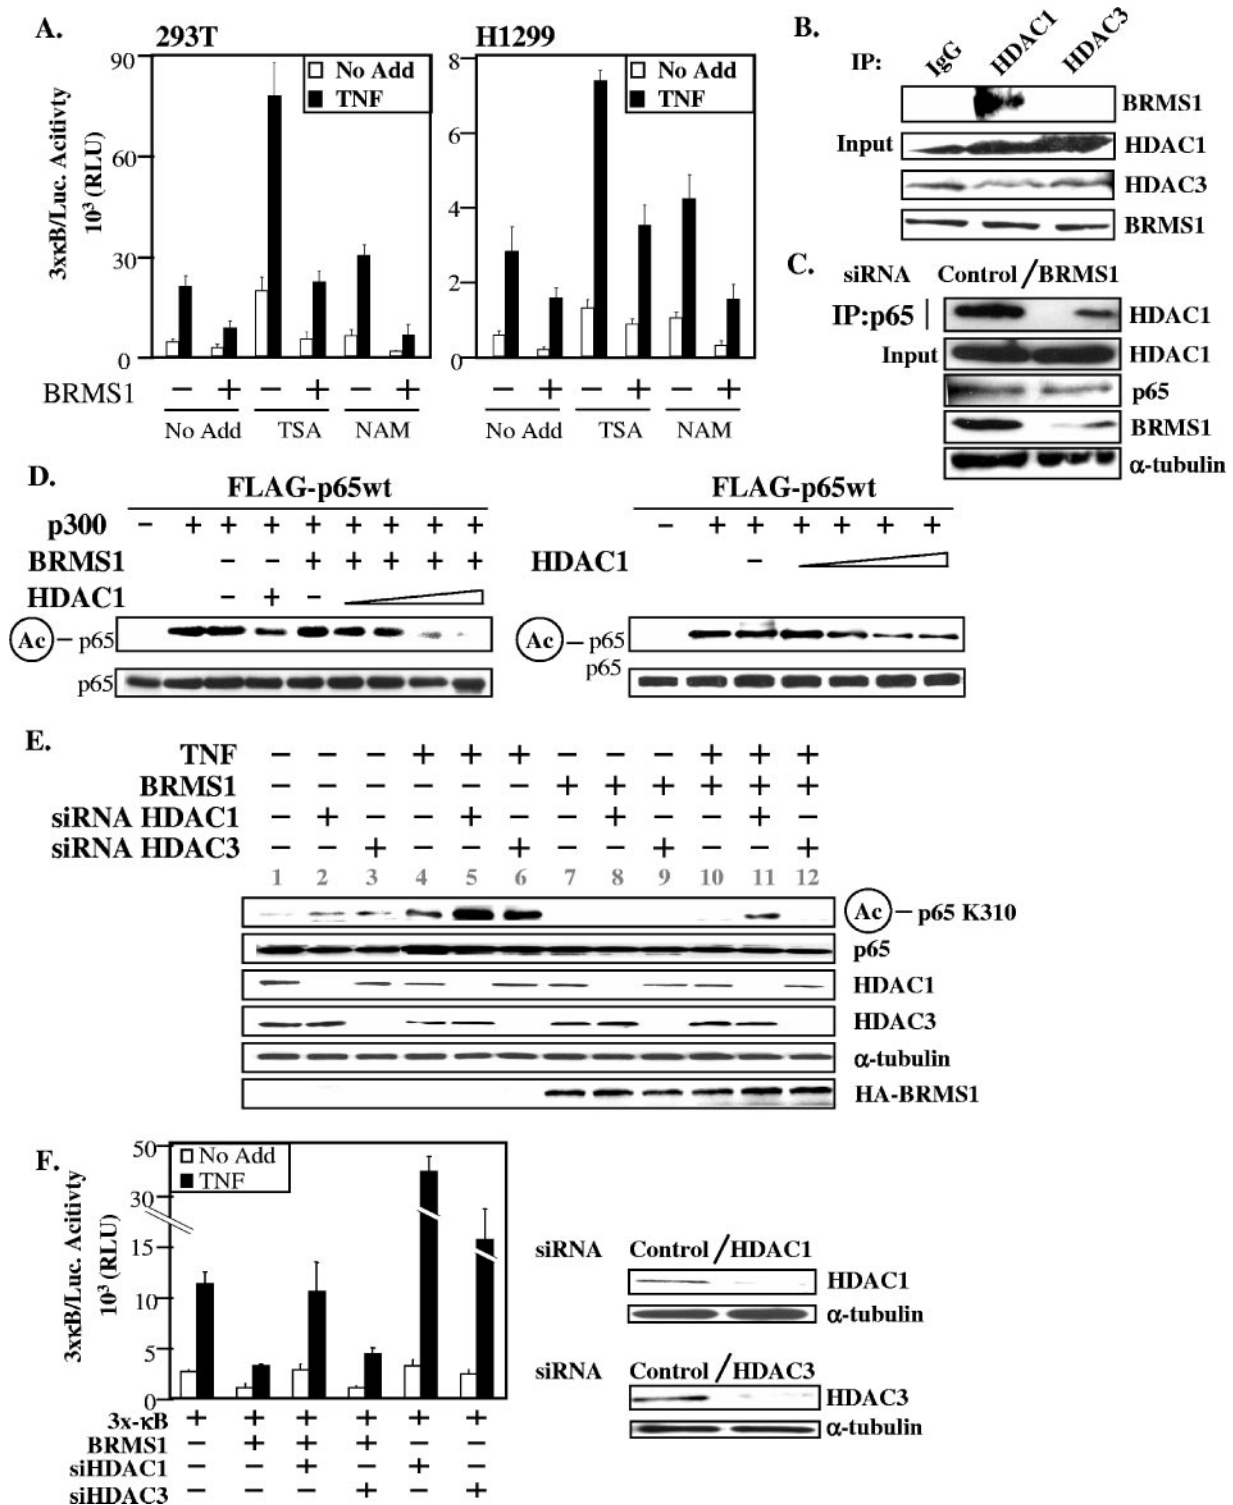 A.
293T
90
60
30
0
3xκB/Luc. Acitivty
10³ (RLU)
No Add
TNF
H1299
8
6
4
2
0
No Add
TNF
BRMS1 − + − + − + − + − + − +
No Add TSA NAM No Add TSA NAM
B.
IP: IgG HDAC1 HDAC3
BRMS1
Input HDAC1
HDAC3
BRMS1
C.
siRNA Control/BRMS1
IP:p65 | HDAC1
Input HDAC1
p65
BRMS1
α-tubulin
D.
FLAG-p65wt
p300 − + + + + + + + +
BRMS1 − − + + + + +
HDAC1 − + −
Ac – p65
p65
FLAG-p65wt
− + + + + + +
HDAC1 −
Ac – p65
p65
E.
TNF − − − + + + − − − + + +
BRMS1 − − − − − − + + + + + +
siRNA HDAC1 − + − − + − − + − − + −
siRNA HDAC3 − − + − − + − − + − − +
1 2 3 4 5 6 7 8 9 10 11 12
Ac – p65 K310
p65
HDAC1
HDAC3
α-tubulin
HA-BRMS1
F.
3xκB/Luc. Acitivty
10³ (RLU)
50
30
15
10
5
0
No Add
TNF
3x-κB + + + + + +
BRMS1 − + + + − −
siHDAC1 − − + − + −
siHDAC3 − − − + − +
siRNA Control/HDAC1
HDAC1
α-tubulin
siRNA Control/HDAC3
HDAC3
α-tubulin